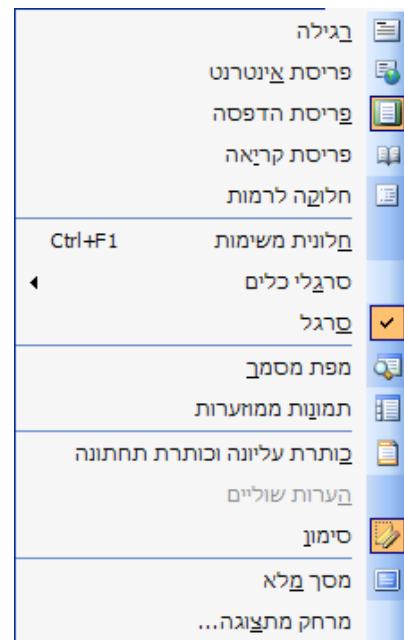 רגילה
פריסת אינטרנט
פריסת הדפסה
פריסת קריאה
חלוקה לרמות
חלונית משימות Ctrl+F1
סרגלי כלים
סרגל
מפת מסמך
תמונות ממוזערות
כותרת עליונה וכותרת תחתונה
הערות שוליים
סימון
מסך מלא
מרחק מתצוגה...